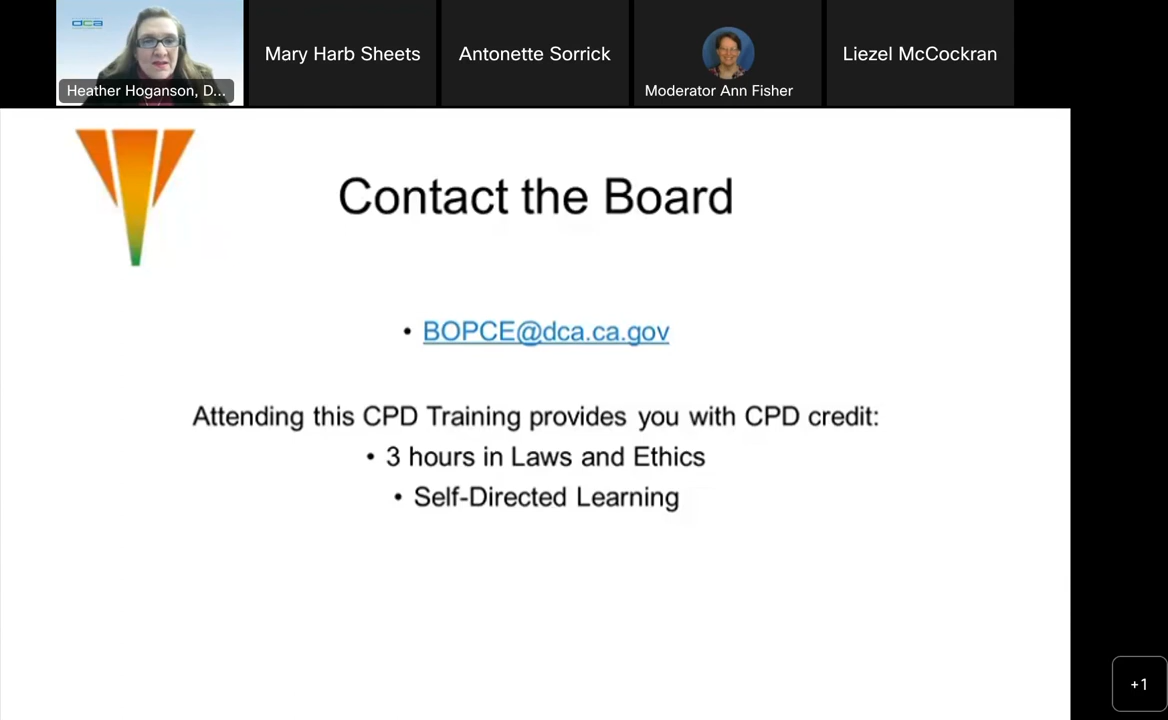 dca
Heather Hoganson, D...
Mary Harb Sheets
Antonette Sorrick
Moderator Ann Fisher
Liezel McCockran
Contact the Board
• BOPCE@dca.ca.gov
Attending this CPD Training provides you with CPD credit:
• 3 hours in Laws and Ethics
• Self-Directed Learning
+1